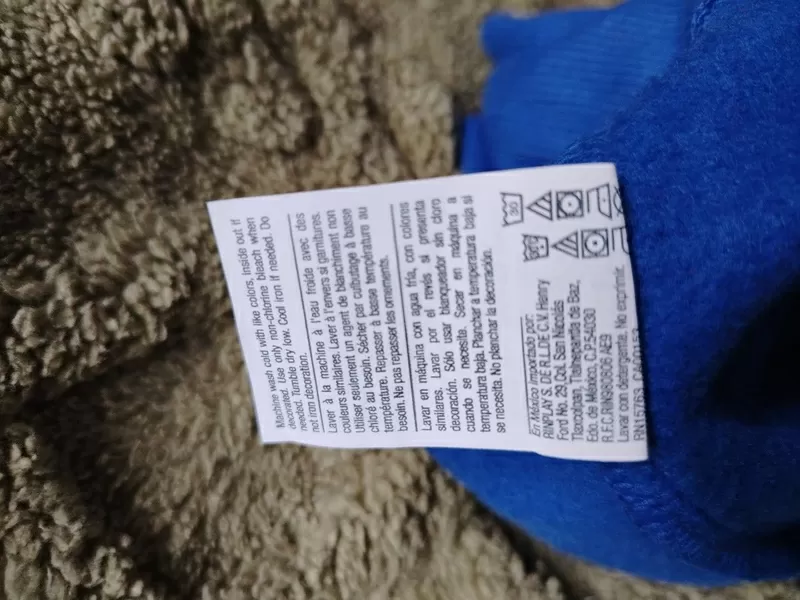 Machine wash cold with like colors, inside out if
decorated. Use only non-chlorine bleach when
needed. Tumble dry low. Cool iron if needed. Do
not iron decoration.
Laver à la machine à l'eau froide avec des
couleurs similaires. Laver à l'envers si garnitures.
Utiliser seulement un agent de blanchiment non
chloré au besoin. Sécher par culbutage à basse
température. Repasser à basse température au
besoin. Ne pas repasser les ornements.
Lavar en máquina con agua fría, con colores
similares. Lavar por el revés si presenta
decoración. Sólo usar blanqueador sin cloro
cuando se necesite. Secar en máquina a
temperatura baja. Planchar a temperatura baja si
se necesita. No planchar la decoración.
30
En México importado por:
RINPLAY S. DE R.L.DE C.V. Henry
Ford No. 29, Col. San Nicolás
Tlaxcolpan, Tlalnepantla de Baz,
Edo. de México, C.P.54030
R.F.C.RIN980806 AE9
Lavar con detergente. No exprimir.
RN15763 CA00153